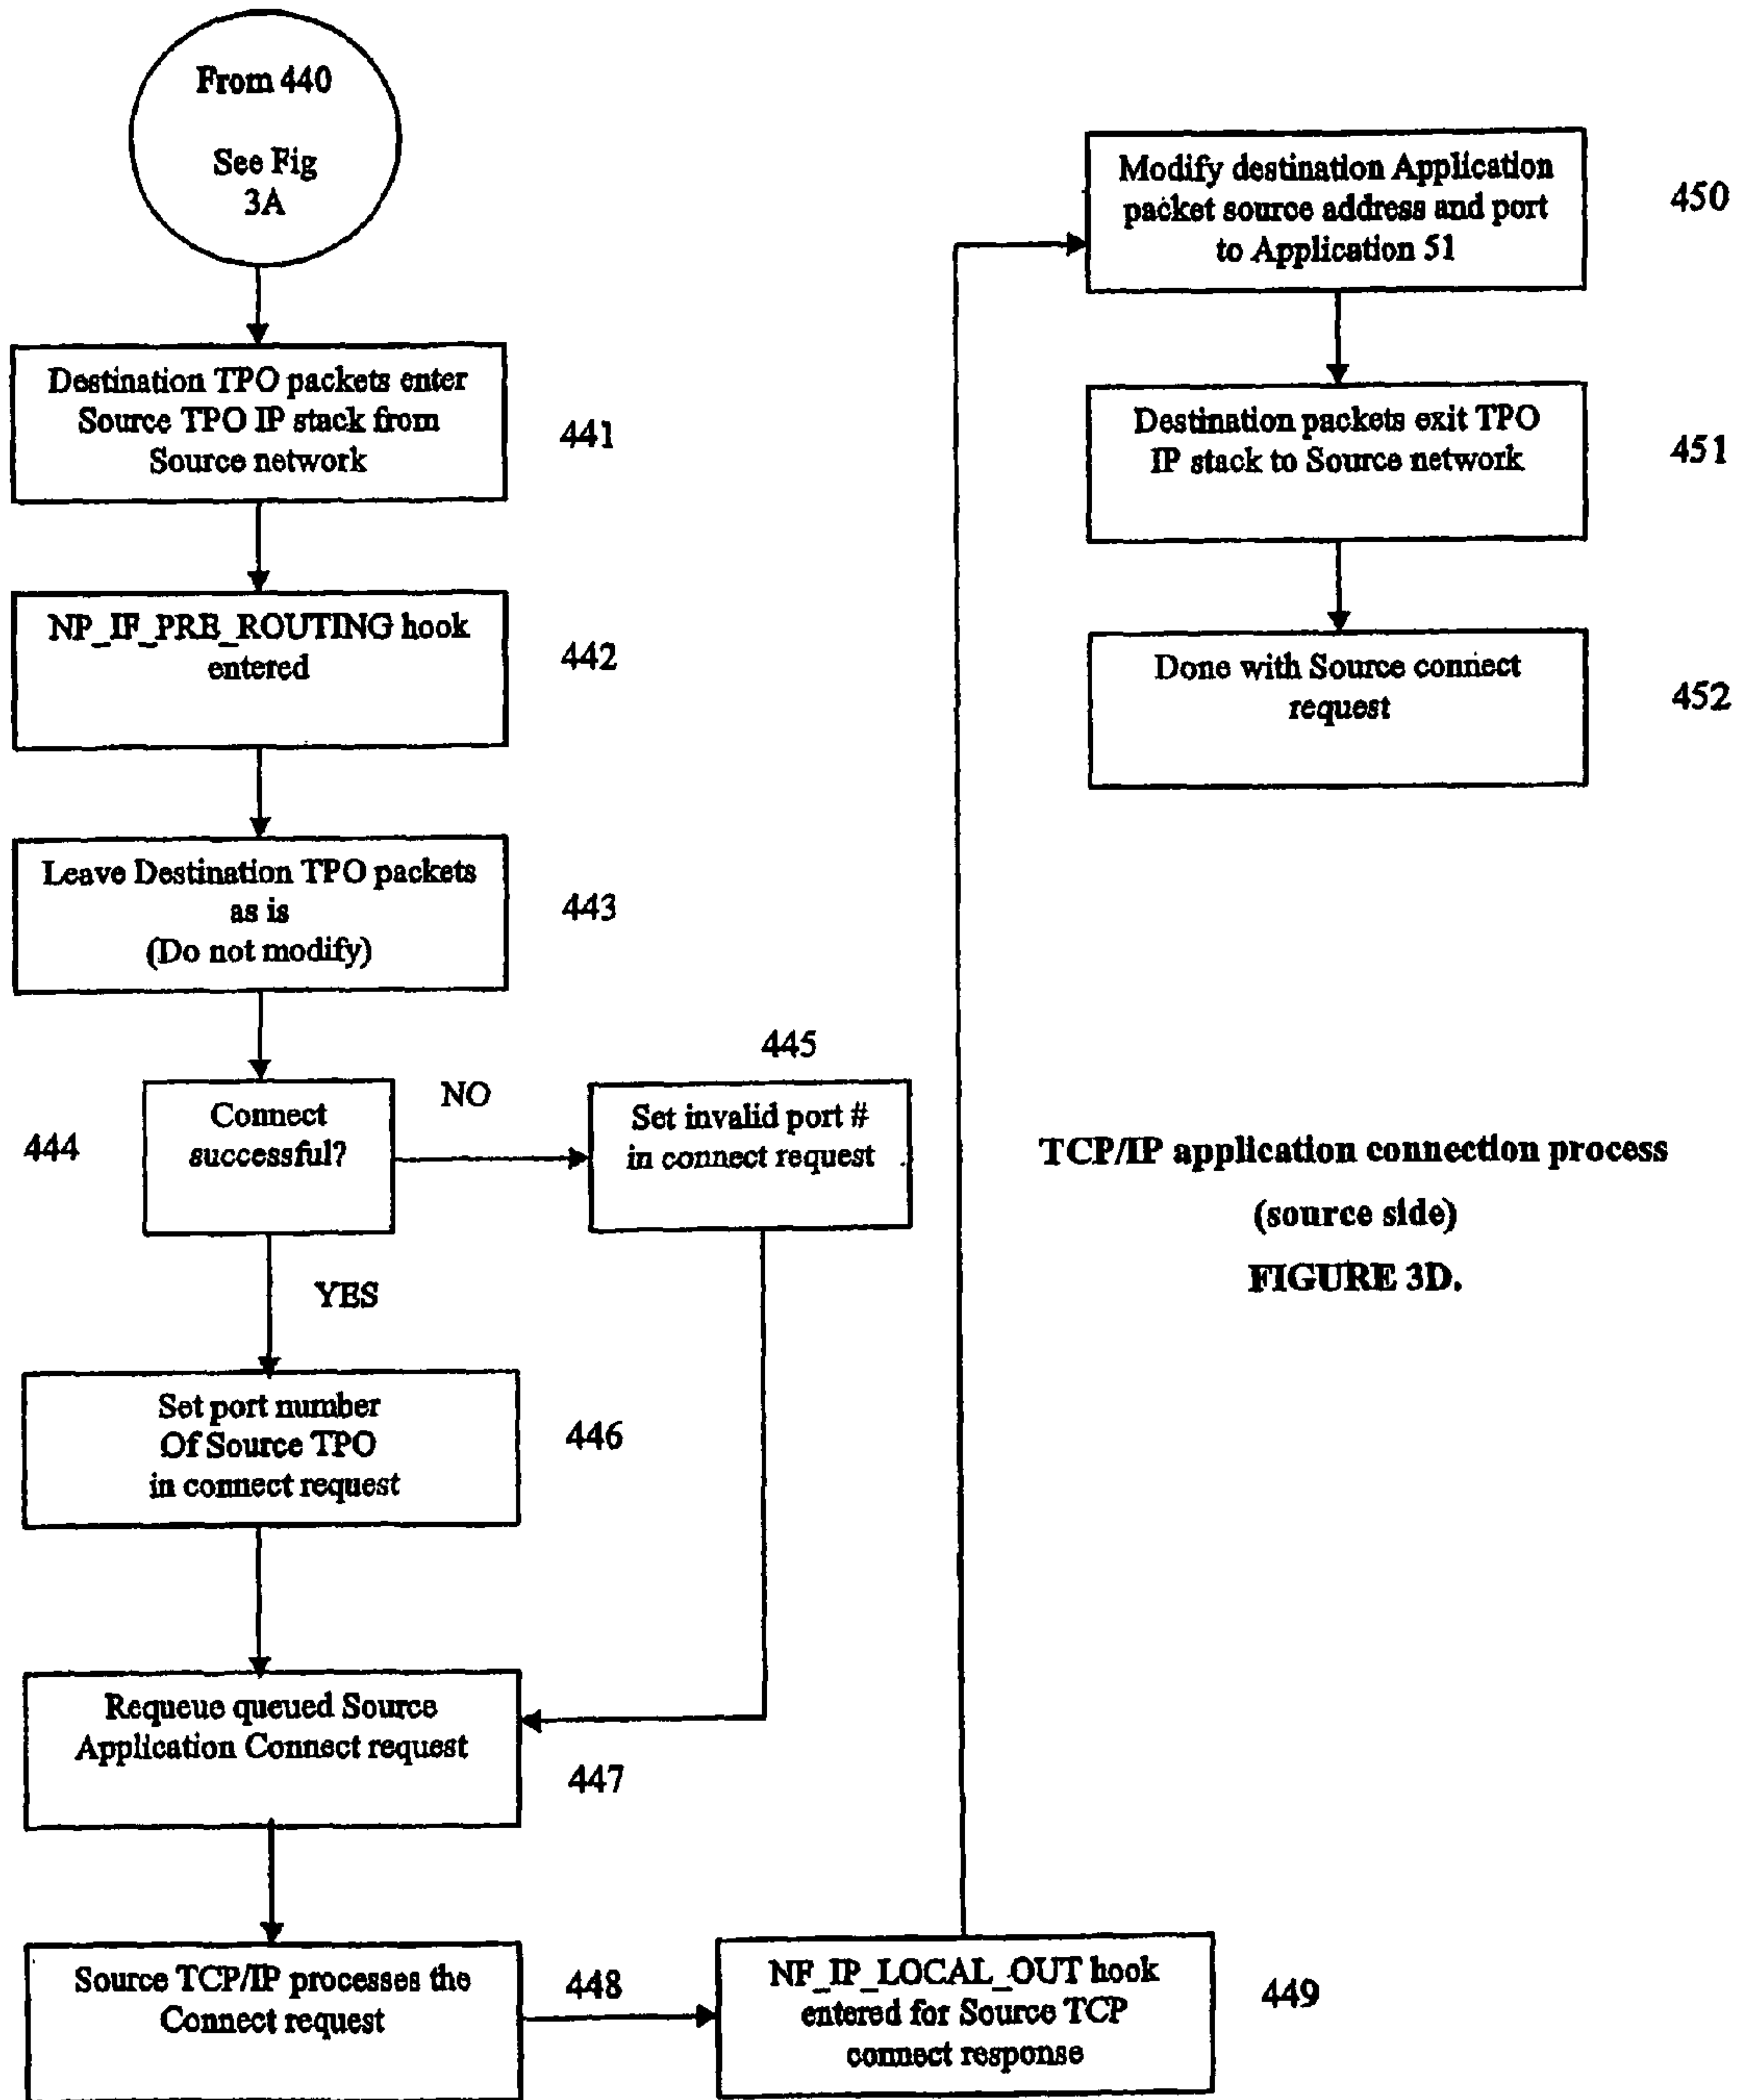 From 440
See Fig
3A
Destination TPO packets enter
Source TPO IP stack from
Source network
441
NP_IF_PRE_ROUTING hook
entered
442
Leave Destination TPO packets
as is
(Do not modify)
443
444
Connect
successful?
NO
445
Set invalid port #
in connect request
YES
Set port number
Of Source TPO
in connect request
446
Requeue queued Source
Application Connect request
447
Source TCP/IP processes the
Connect request
448
NF_IP_LOCAL_OUT hook
entered for Source TCP
connect response
449
Modify destination Application
packet source address and port
to Application 51
450
Destination packets exit TPO
IP stack to Source network
451
Done with Source connect
request
452
TCP/IP application connection process
(source side)
FIGURE 3D.